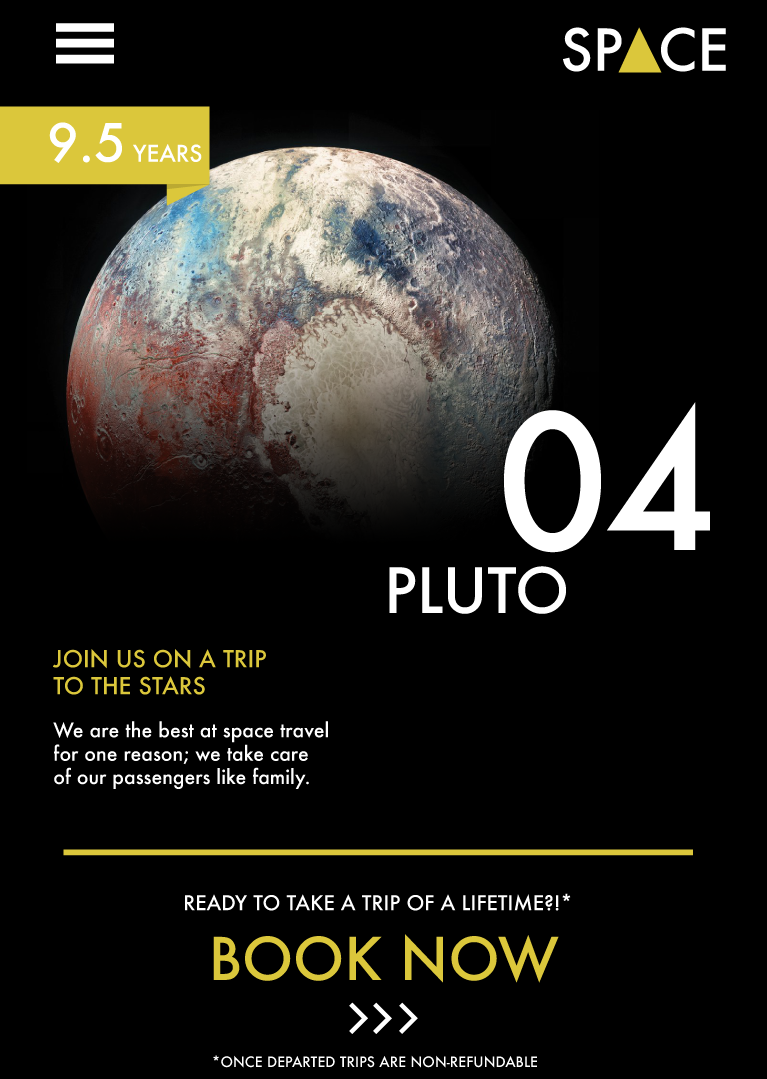 SPACE
9.5 YEARS
04
PLUTO
JOIN US ON A TRIP
TO THE STARS
We are the best at space travel
for one reason; we take care
of our passengers like family.
READY TO TAKE A TRIP OF A LIFETIME?!*
BOOK NOW
*ONCE DEPARTED TRIPS ARE NON-REFUNDABLE